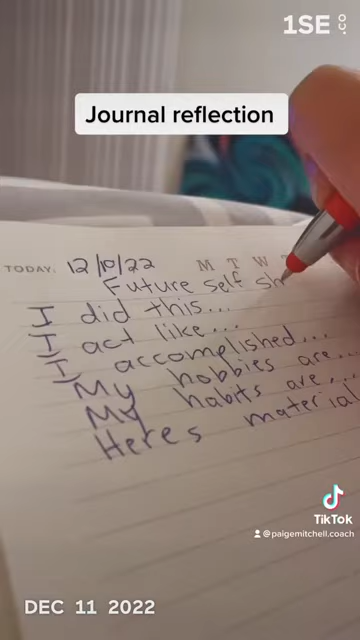 1SE.CO
Journal reflection
TODAY: 12/10/22 M T W
Future self sh
I did this...
I act like...
I accomplished...
My hobbies are...
My habits are...
Heres material
TikTok
@paigemitchell.coach
DEC 11 2022